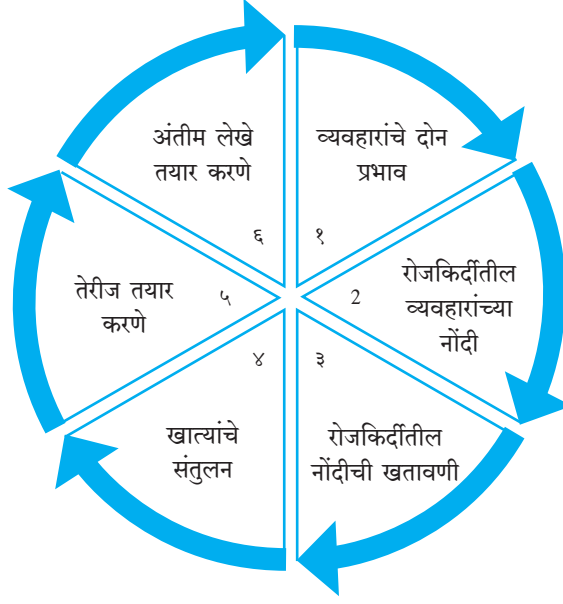 व्यवहारांचे दोन
प्रभाव
१
रोजकिर्दीतील
व्यवहारांच्या
नोंदी
2
३
रोजकिर्दीतील
नोंदीची खतावणी
४
खात्यांचे
संतुलन
५
तेरीज तयार
करणे
६
अंतीम लेखे
तयार करणे